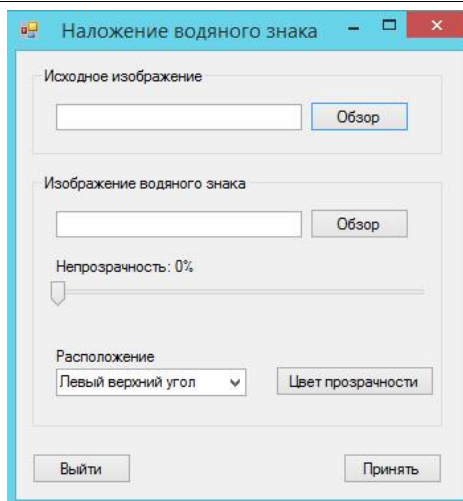 Наложение водяного знака
Исходное изображение
Обзор
Изображение водяного знака
Обзор
Непрозрачность: 0%
Расположение
Левый верхний угол
Цвет прозрачности
Выйти
Принять